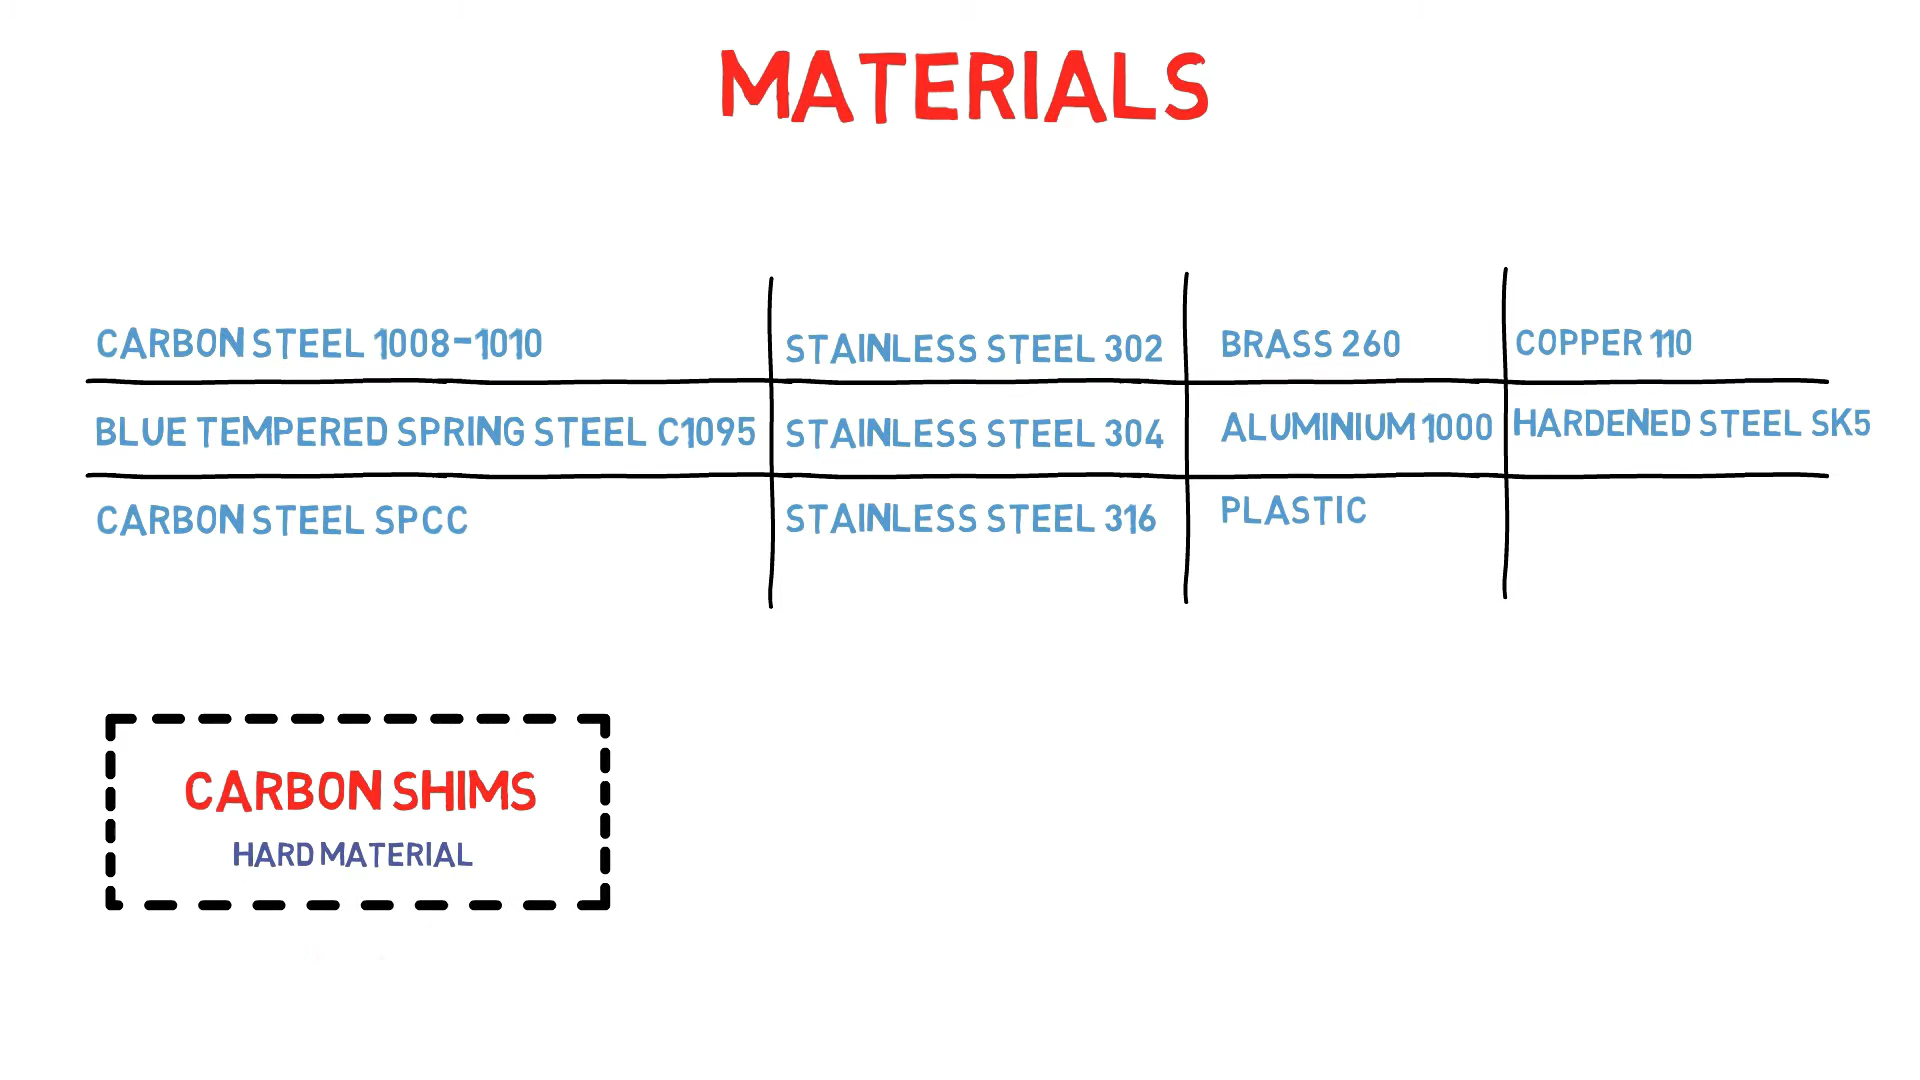 MATERIALS
CARBON STEEL 1008-1010
STAINLESS STEEL 302
BRASS 260
COPPER 110
BLUE TEMPERED SPRING STEEL C1095
STAINLESS STEEL 304
ALUMINIUM 1000
HARDENED STEEL SK5
CARBON STEEL SPCC
STAINLESS STEEL 316
PLASTIC
CARBON SHIMS
HARD MATERIAL